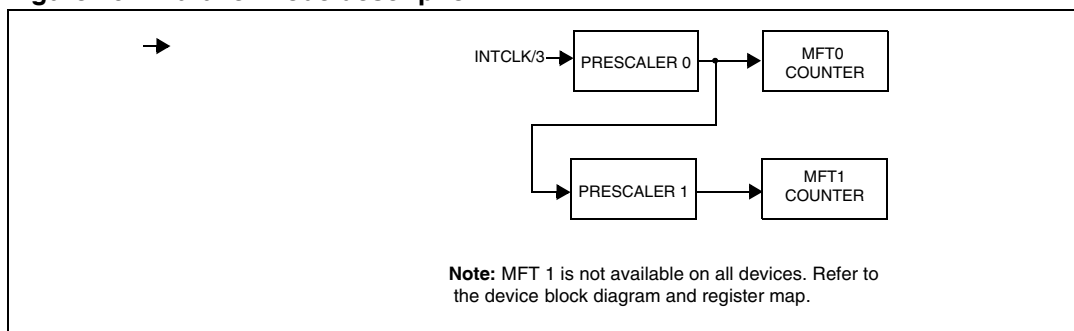 INTCLK/3
PRESCALER 0
MFT0
COUNTER
PRESCALER 1
MFT1
COUNTER
Note: MFT 1 is not available on all devices. Refer to
the device block diagram and register map.